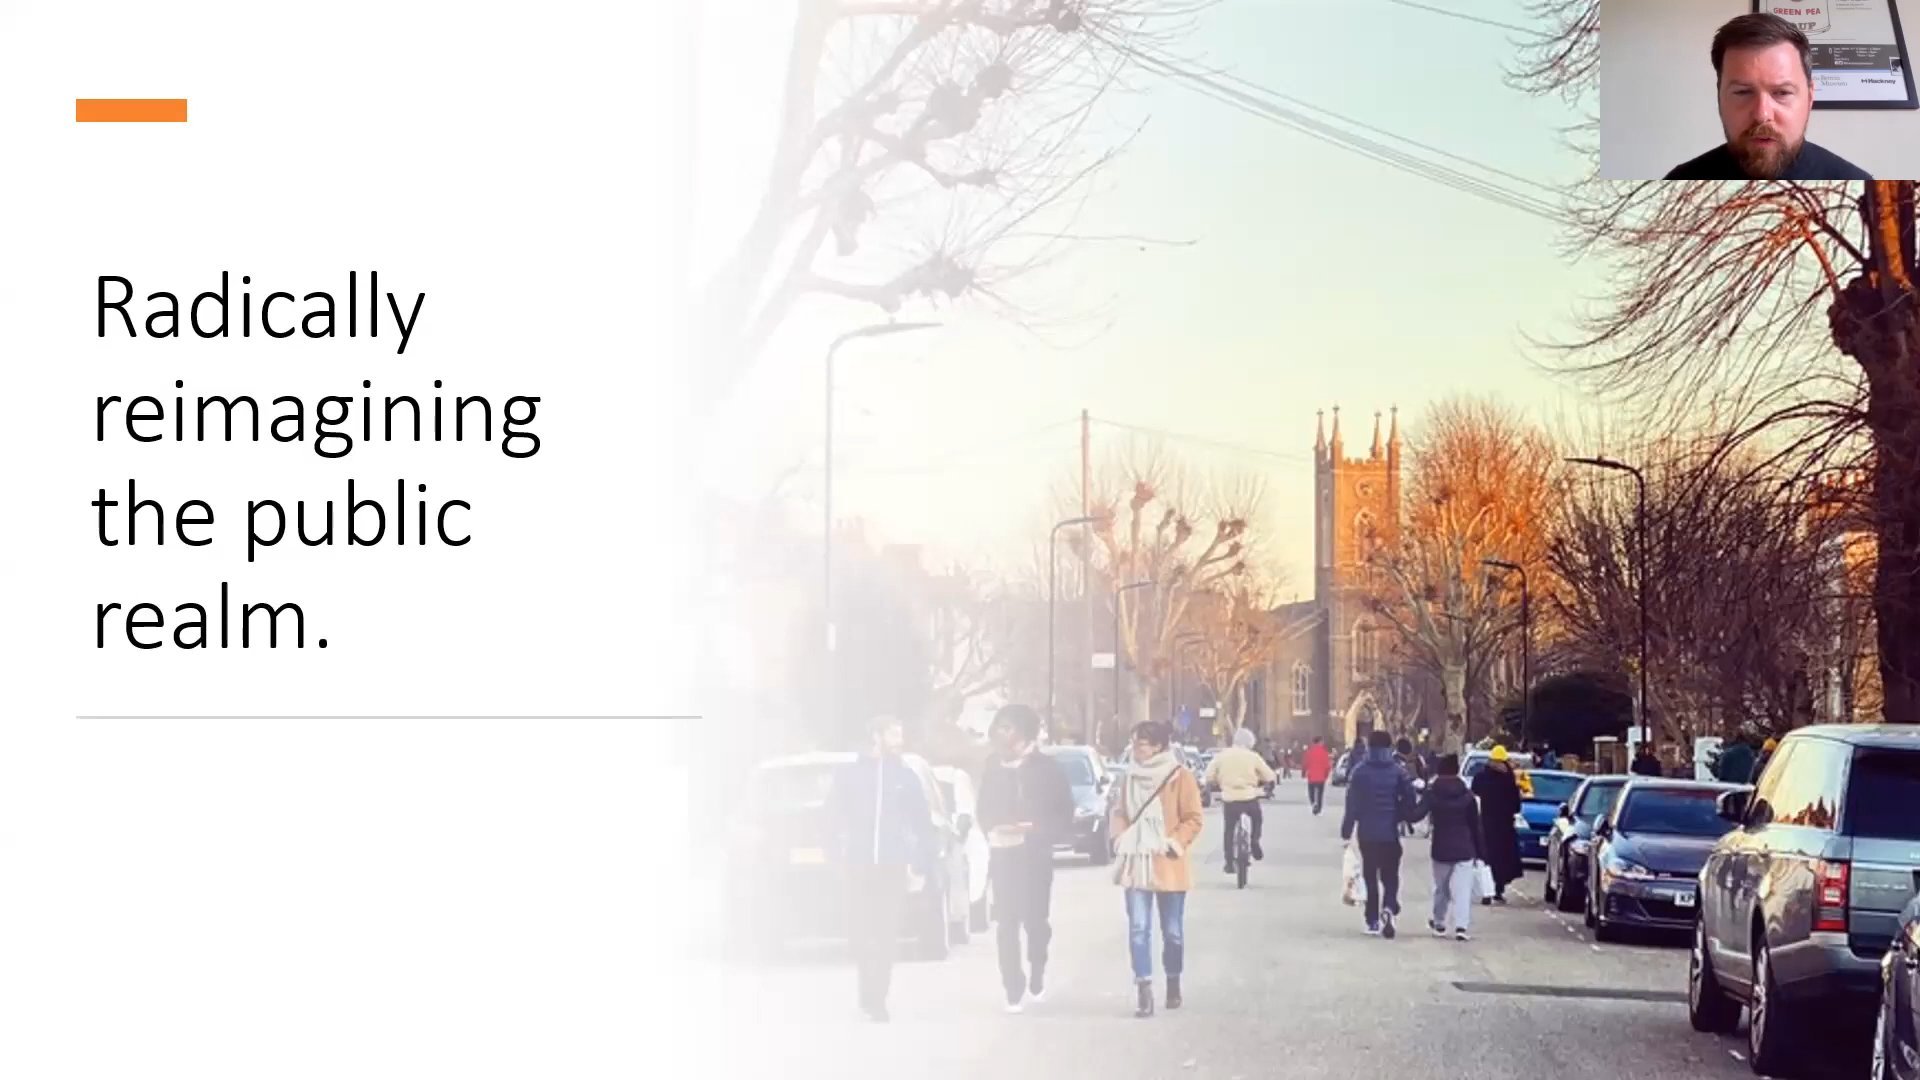 Radically
reimagining
the public
realm.
GREEN PEA
Hackney